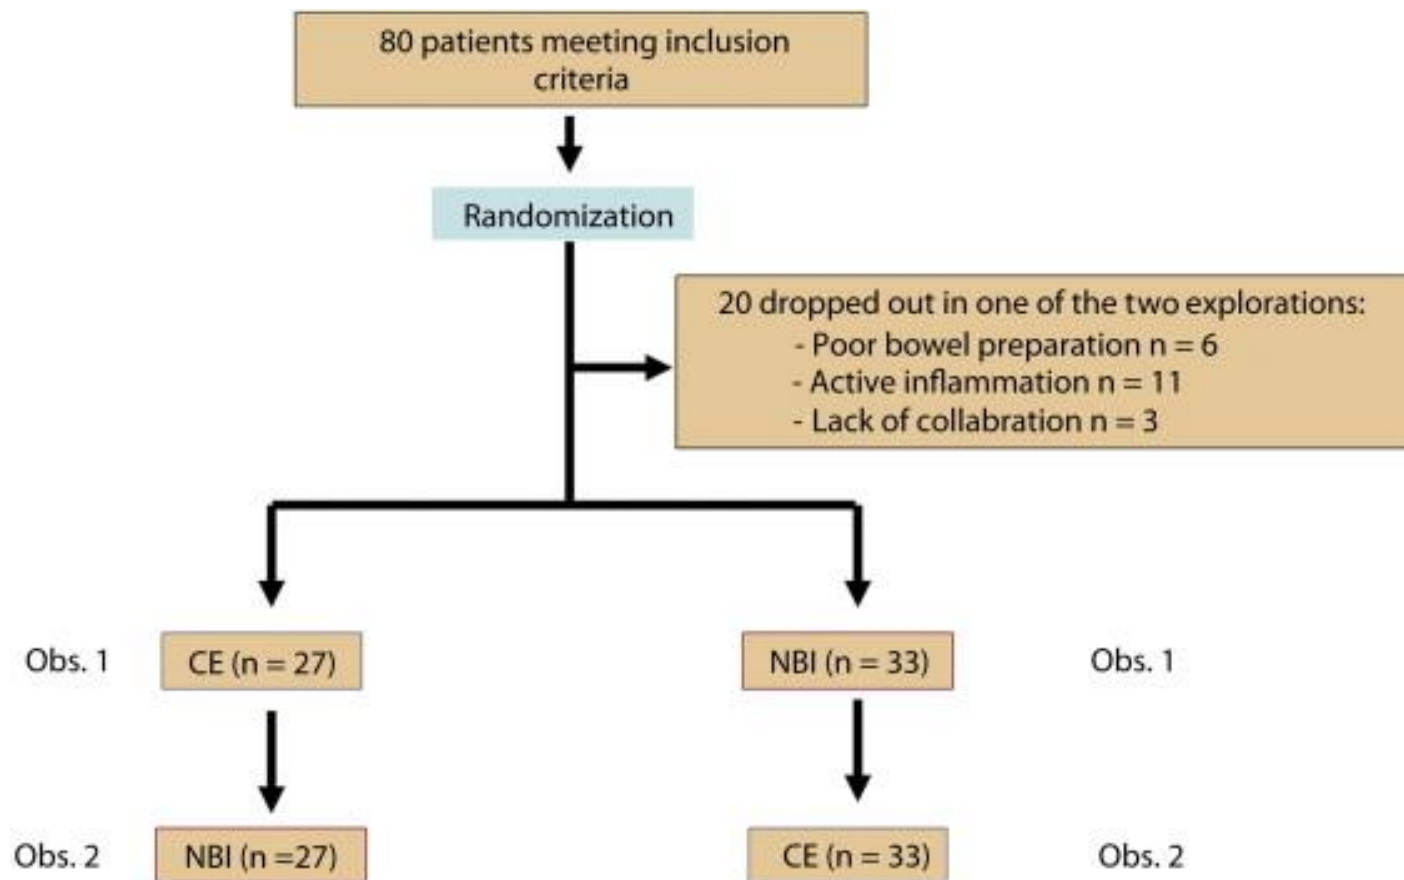 80 patients meeting inclusion
criteria
Randomization
20 dropped out in one of the two explorations:
- Poor bowel preparation n = 6
- Active inflammation n = 11
- Lack of collabration n = 3
Obs. 1
CE (n = 27)
NBI (n = 33)
Obs. 1
Obs. 2
NBI (n =27)
CE (n = 33)
Obs. 2